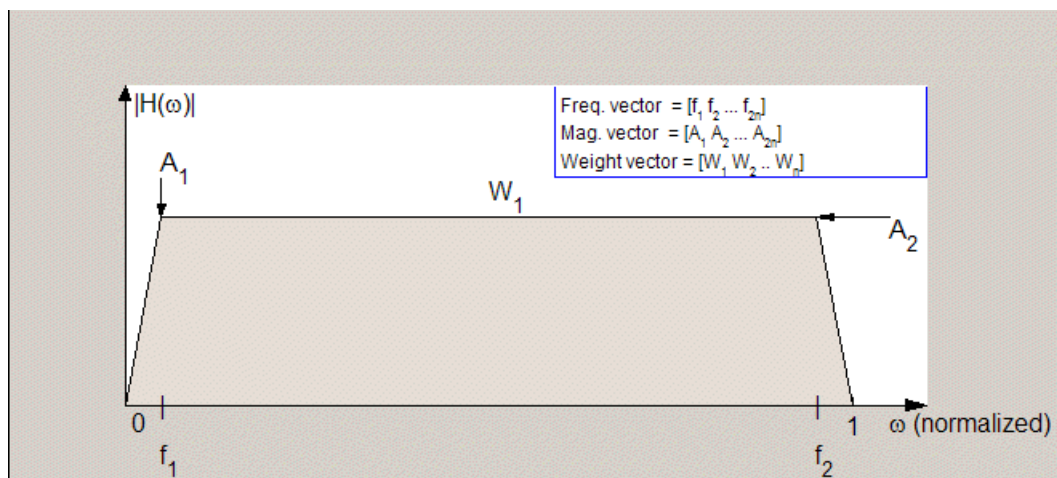 |H(ω)|
Freq. vector = [f₁ f₂ ... f₂ₙ]
Mag. vector = [A₁ A₂ ... A₂ₙ]
Weight vector = [W₁ W₂ .. Wₙ]
A₁
W₁
A₂
0
1
ω (normalized)
f₁
f₂